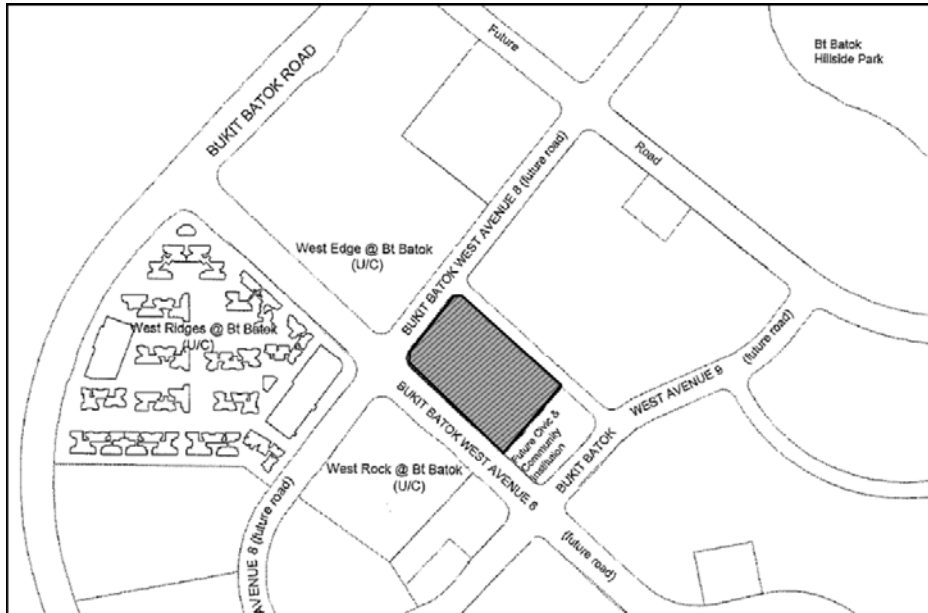 Future
Bt Batok
Hillside Park
BUKIT BATOK ROAD
Road
BUKIT BATOK WEST AVENUE 8 (future road)
West Edge @ Bt Batok
(U/C)
West Ridges @ Bt Batok
(U/C)
BUKIT BATOK WEST AVENUE 6
(future road)
BUKIT BATOK
WEST AVENUE 9
(future road)
Future Civic &
Community
Institution
West Rock @ Bt Batok
(U/C)
AVENUE 8 (future road)